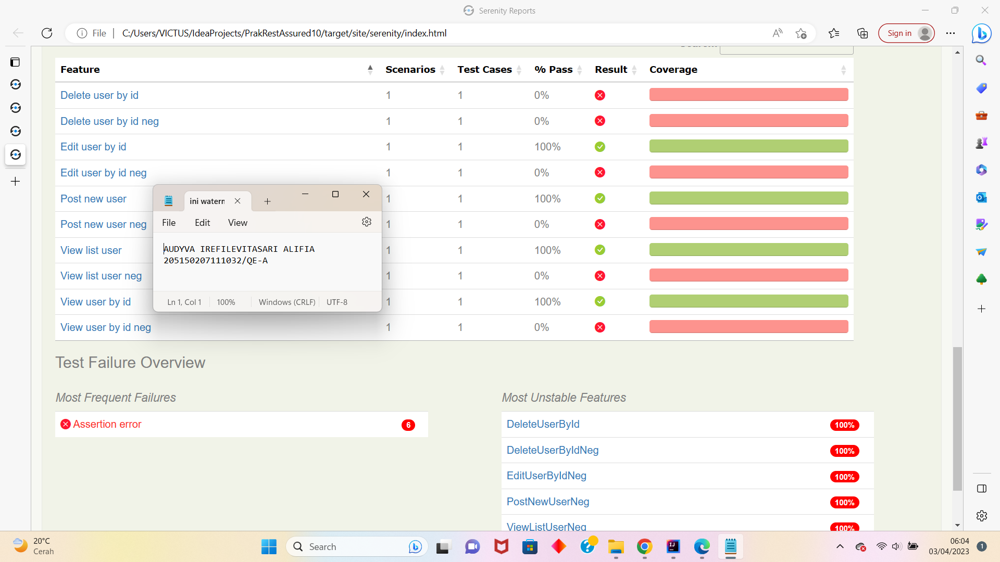 Serenity Reports
File
C:/Users/VICTUS/IdeaProjects/PrakRestAssured10/target/site/serenity/index.html
Sign in
Feature Scenarios Test Cases % Pass Result Coverage
Delete user by id 1 1 0%
Delete user by id neg 1 1 0%
Edit user by id 1 1 100%
Edit user by id neg 1 1 0%
Post new user 1 1 100%
Post new user neg 1 1 0%
View list user 1 1 100%
View list user neg 1 1 0%
View user by id 1 1 100%
View user by id neg 1 1 0%
ini waterm
File Edit View
AUDYVA IREFILEVITASARI ALIFIA
205150207111032/QE-A
Ln 1, Col 1 100% Windows (CRLF) UTF-8
Test Failure Overview
Most Frequent Failures
Assertion error 6
Most Unstable Features
DeleteUserById 100%
DeleteUserByIdNeg 100%
EditUserByIdNeg 100%
PostNewUserNeg 100%
ViewListUserNeg 100%
20°C
Cerah
Search
06:04
03/04/2023
1